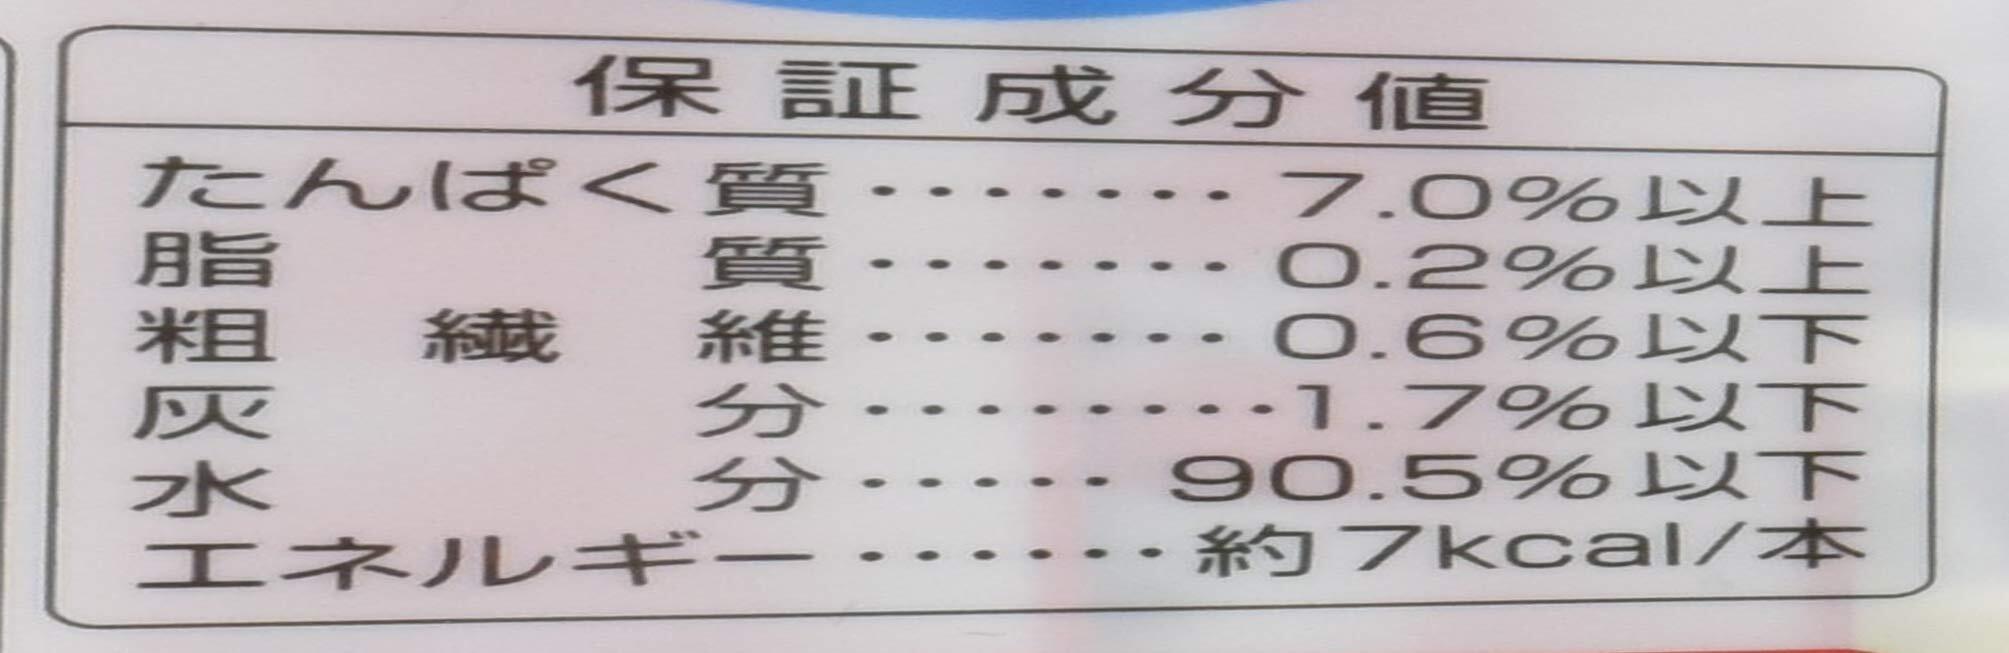 保証成分値
たんぱく質········7.0%以上
脂質·······0.2%以上
粗繊維·······0.6%以下
灰分········1.7%以下
水分·····90.5%以下
エネルギー······約7kcal/本